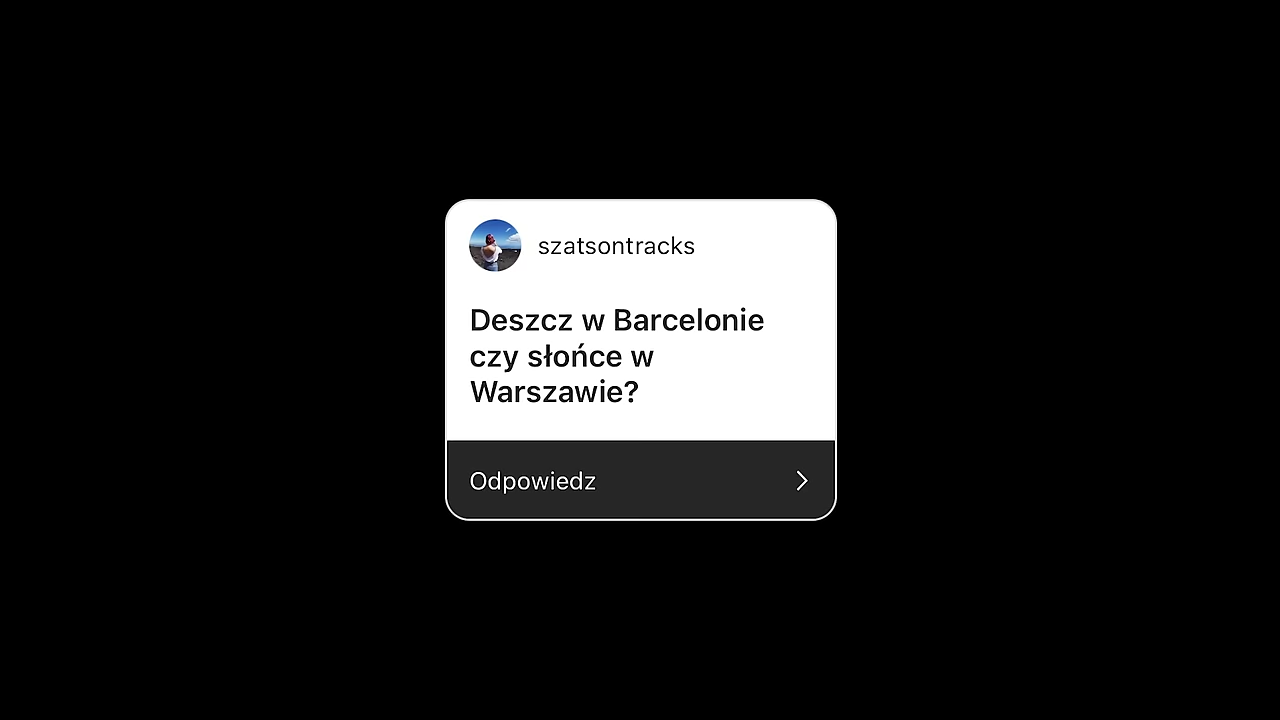 szatsontracks
Deszcz w Barcelonie
czy słońce w
Warszawie?
Odpowiedz